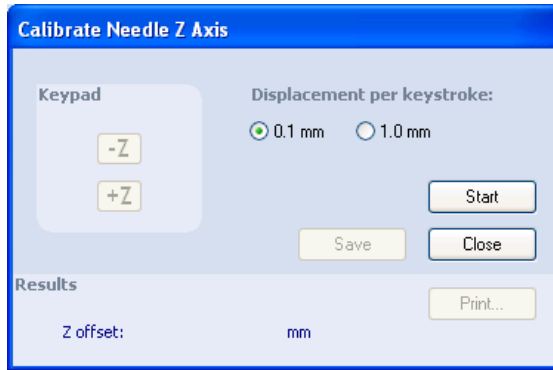 Calibrate Needle Z Axis
Keypad
Displacement per keystroke:
0.1 mm 1.0 mm
-Z
+Z
Start
Save Close
Results
Print...
Z offset: mm